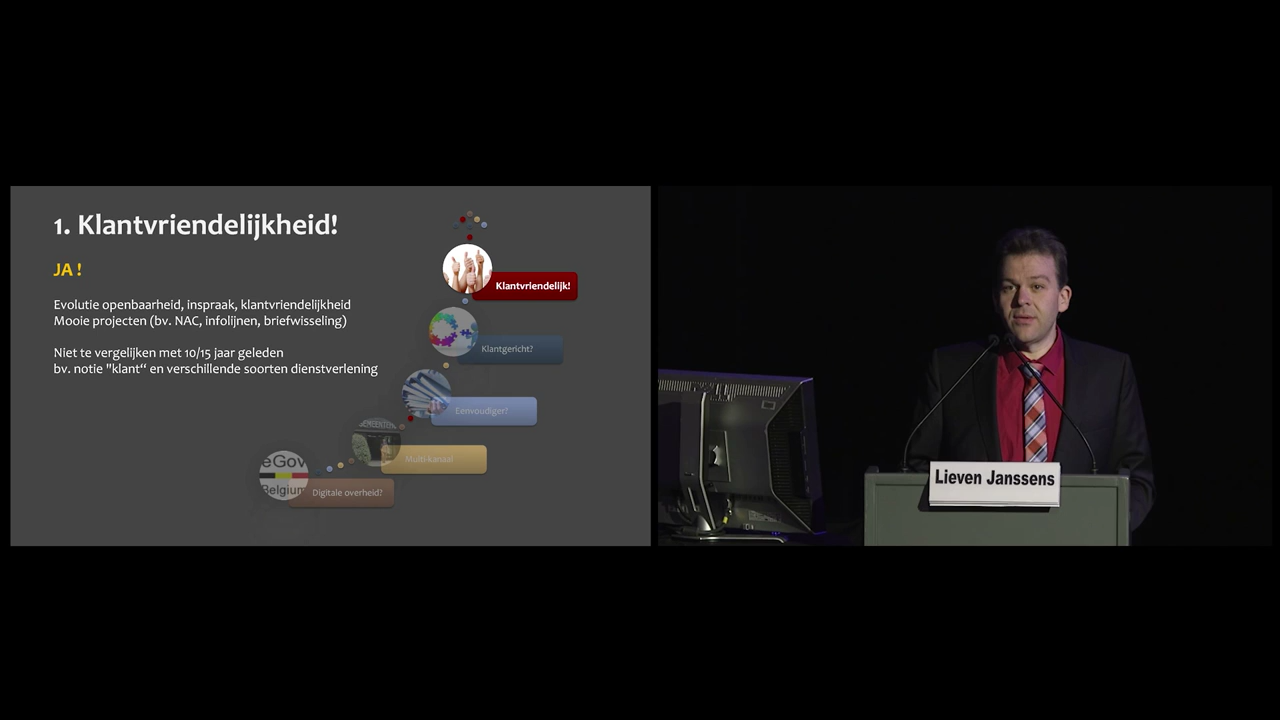 1. Klantvriendelijkheid!
JA !
Evolutie openbaarheid, inspraak, klantvriendelijkheid
Mooie projecten (bv. NAC, infolijnen, briefwisseling)
Niet te vergelijken met 10/15 jaar geleden
bv. notie "klant“ en verschillende soorten dienstverlening
Klantvriendelijk!
Klantgericht?
Eenvoudiger?
Multi kanaal
eGov
Belgium
Digitale overheid?
Lieven Janssens